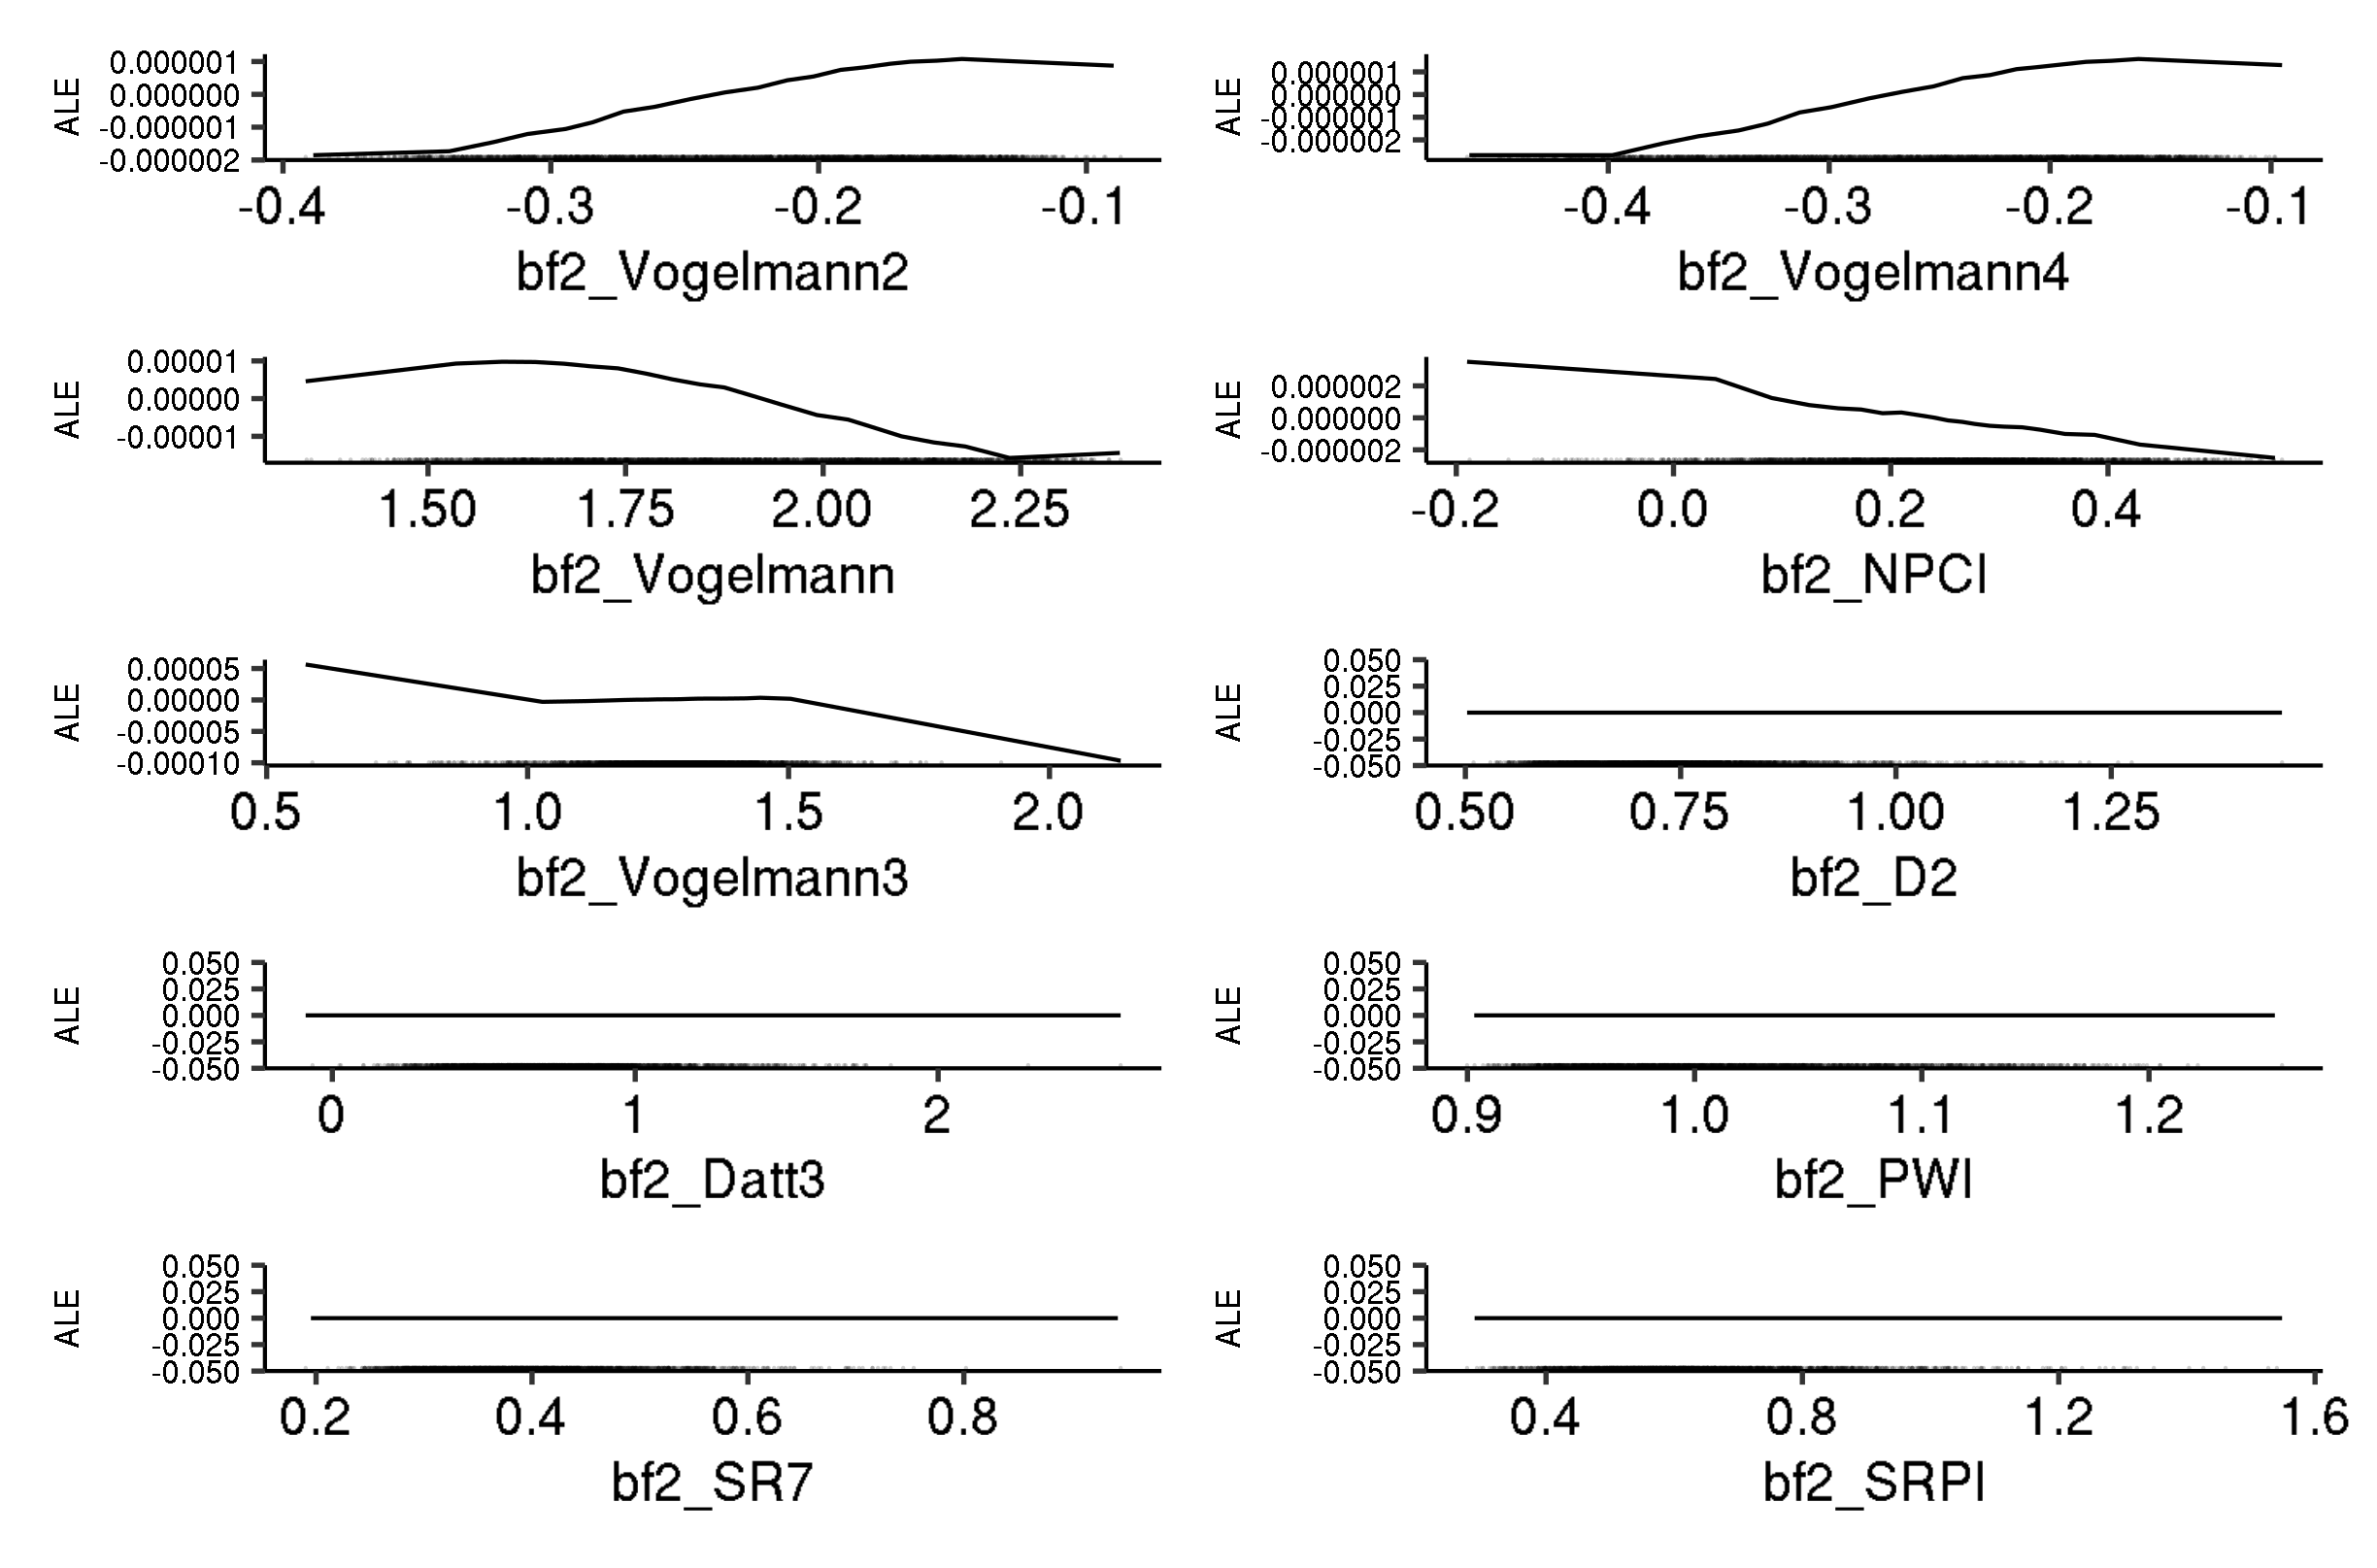 ALE
0.000001
0.000000
-0.000001
-0.000002
-0.4 -0.3 -0.2 -0.1
bf2_Vogelmann2
ALE
0.000001
0.000000
-0.000001
-0.000002
-0.4 -0.3 -0.2 -0.1
bf2_Vogelmann4
ALE
0.00001
0.00000
-0.00001
1.50 1.75 2.00 2.25
bf2_Vogelmann
ALE
0.000002
0.000000
-0.000002
-0.2 0.0 0.2 0.4
bf2_NPCI
ALE
0.00005
0.00000
-0.00005
-0.00010
0.5 1.0 1.5 2.0
bf2_Vogelmann3
ALE
0.050
0.025
0.000
-0.025
-0.050
0.50 0.75 1.00 1.25
bf2_D2
ALE
0.050
0.025
0.000
-0.025
-0.050
0 1 2
bf2_Datt3
ALE
0.050
0.025
0.000
-0.025
-0.050
0.9 1.0 1.1 1.2
bf2_PWI
ALE
0.050
0.025
0.000
-0.025
-0.050
0.2 0.4 0.6 0.8
bf2_SR7
ALE
0.050
0.025
0.000
-0.025
-0.050
0.4 0.8 1.2 1.6
bf2_SRPI